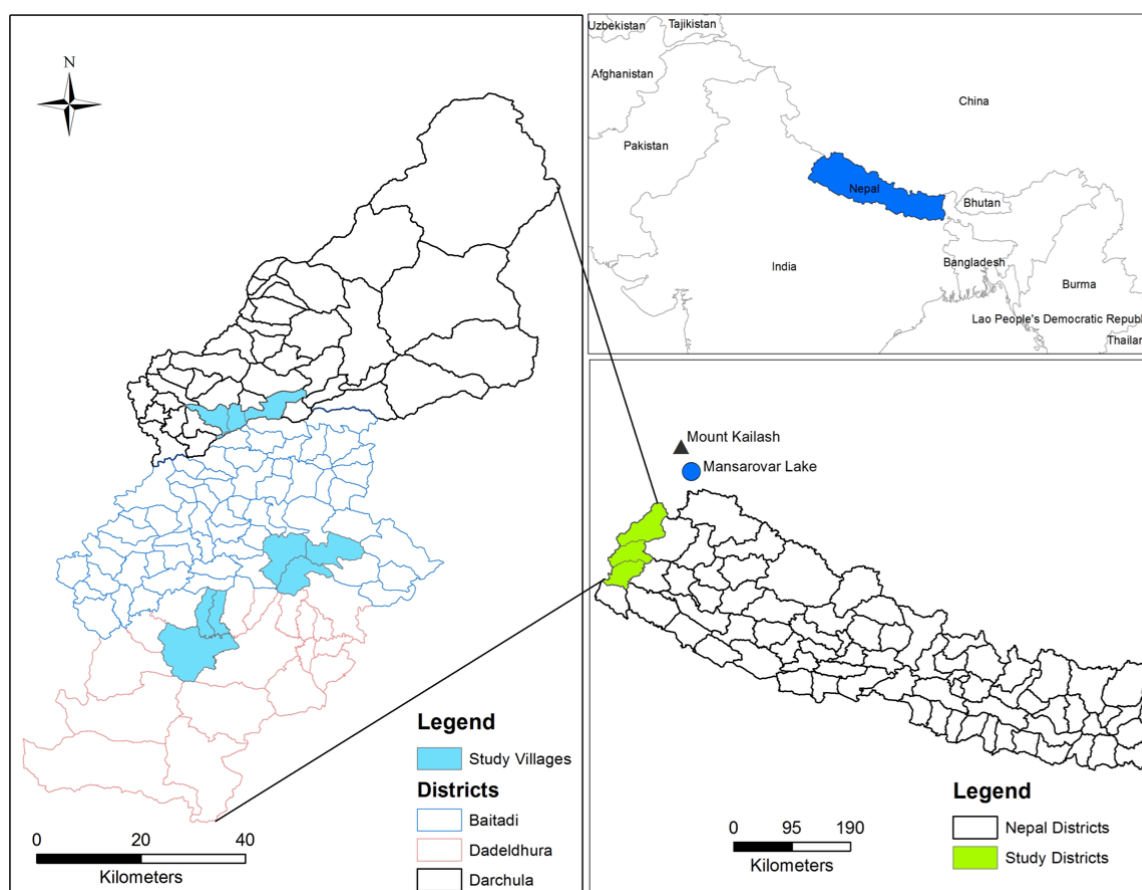 N
Legend
Study Villages
Districts
Baitadi
Dadeldhura
Darchula
0 20 40
Kilometers
Uzbekistan
Tajikistan
Afghanistan
China
Pakistan
Nepal
Bhutan
India
Bangladesh
Burma
Lao People's Democratic Republ
Thailan
Mount Kailash
Mansarovar Lake
0 95 190
Kilometers
Legend
Nepal Districts
Study Districts